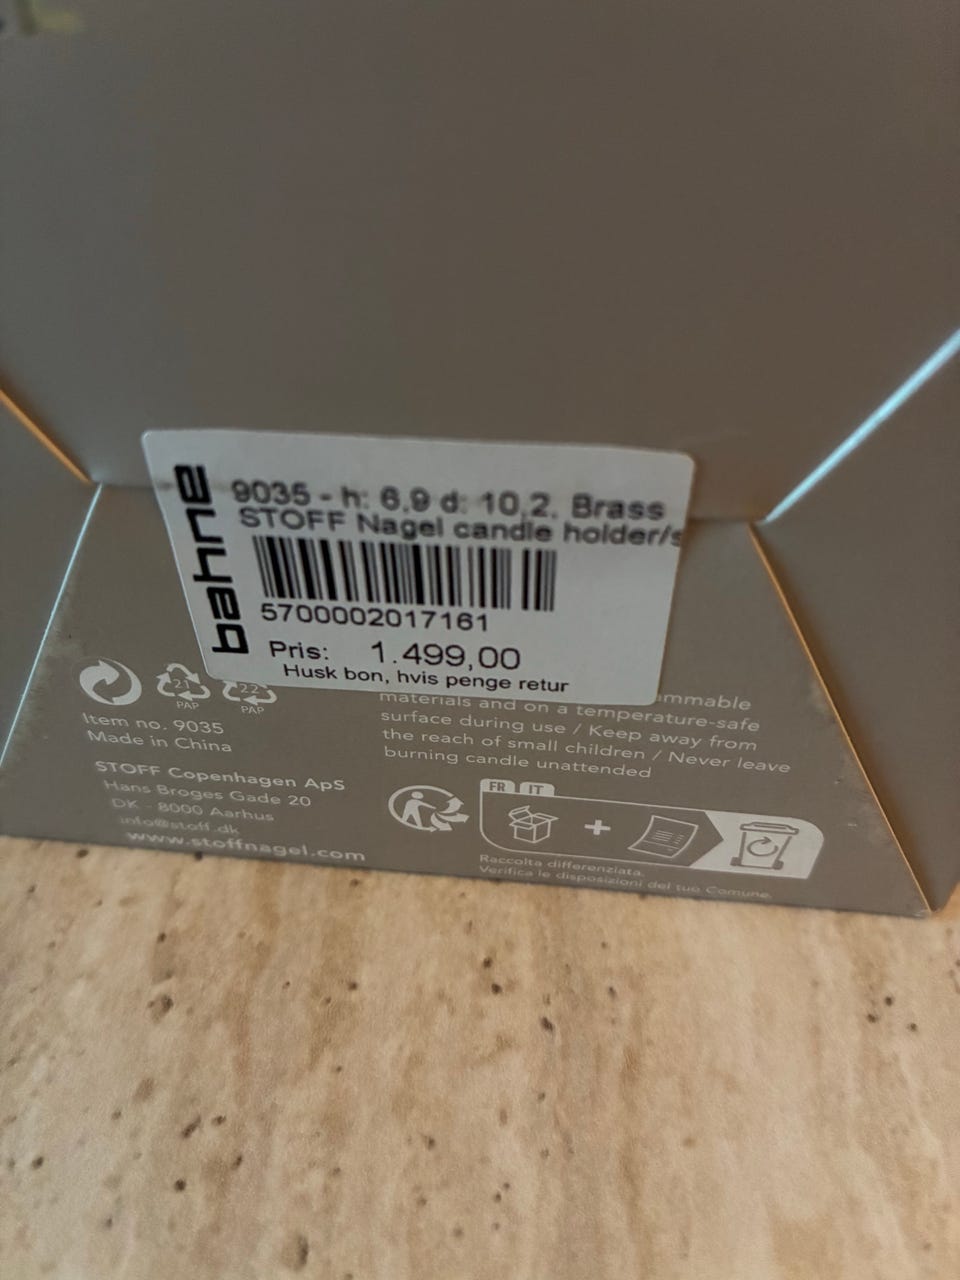 bahne
9035 - h: 6,9 d: 10,2. Brass
STOFF Nagel candle holder/s
5700002017161
Pris: 1.499,00
Husk bon, hvis penge retur
21
PAP
22
PAP
Item no. 9035
Made in China
STOFF Copenhagen ApS
Hans Broges Gade 20
DK - 8000 Aarhus
info@stoff.dk
www.stoffnagel.com
ammable
materials and on a temperature-safe
surface during use / Keep away from
the reach of small children / Never leave
burning candle unattended
FR IT
Raccolta differenziata.
Verifica le disposizioni del tuo Comune.